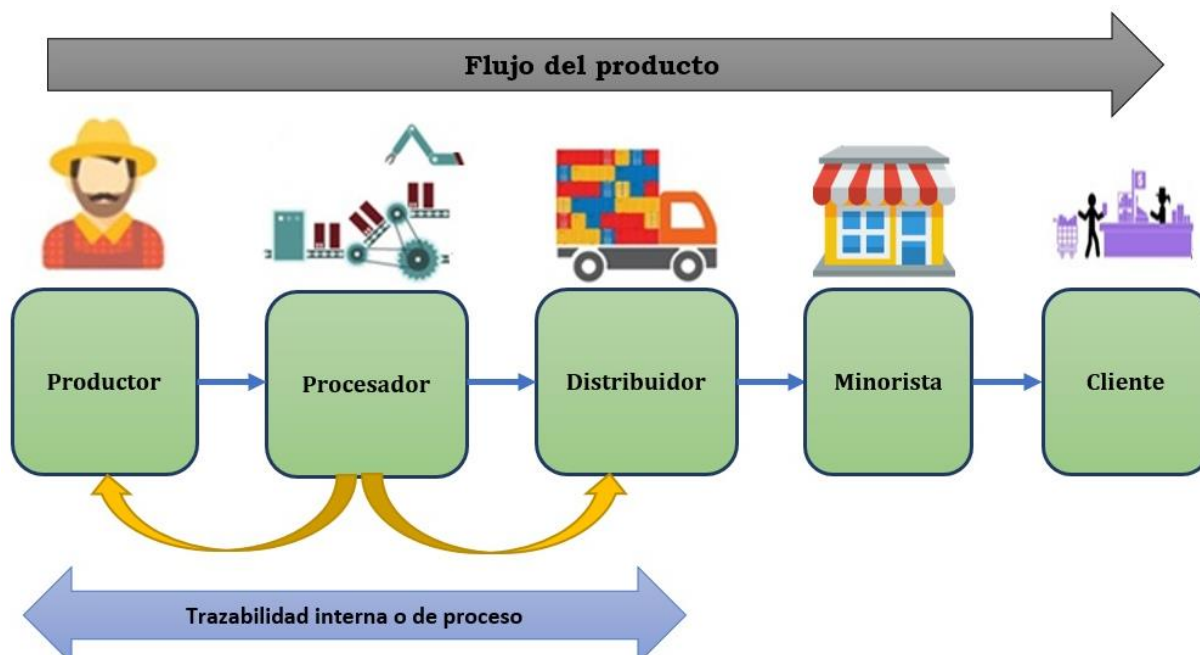 Flujo del producto
Productor
Procesador
Distribuidor
Minorista
Cliente
Trazabilidad interna o de proceso